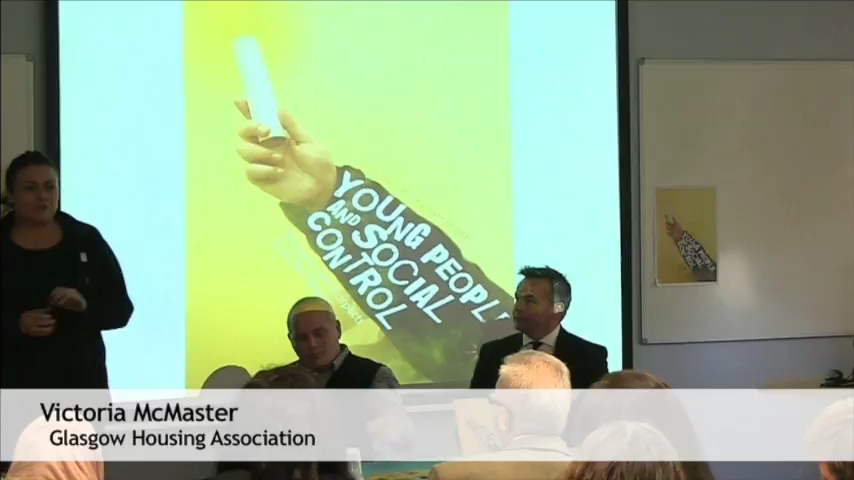 YOUNG PEOPLE
AND SOCIAL
CONTROL
Victoria McMaster
Glasgow Housing Association